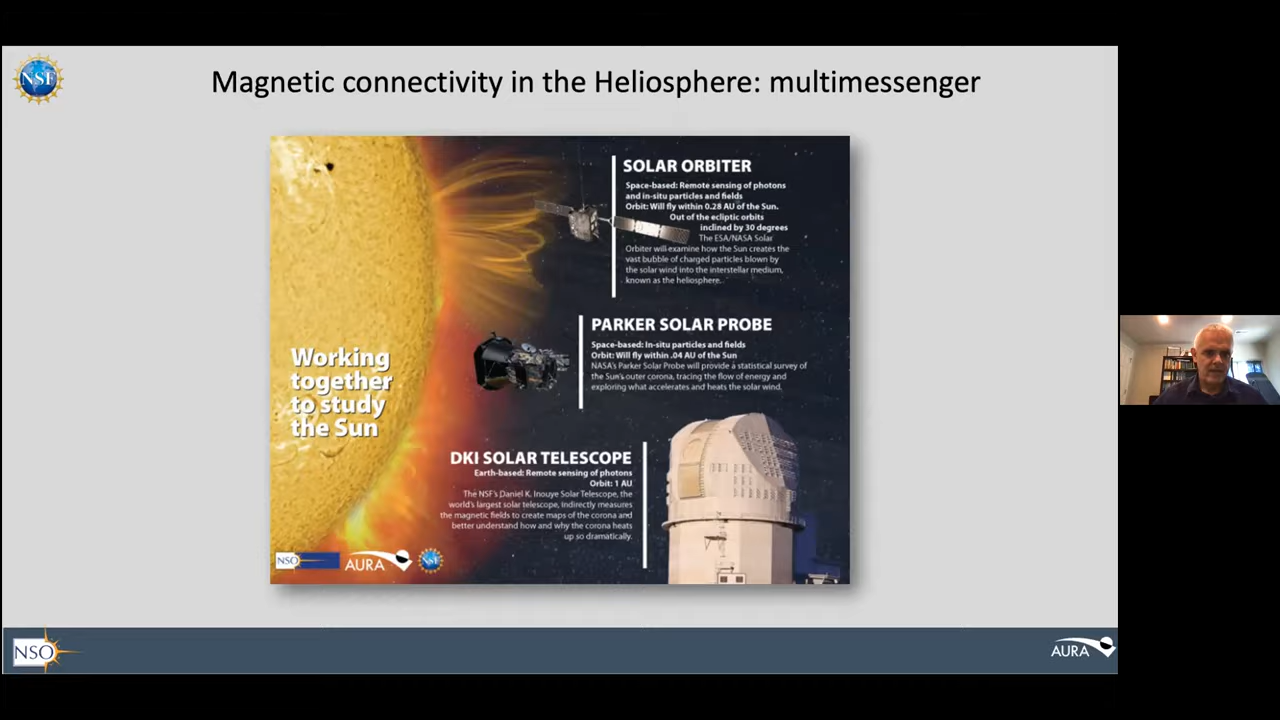 NSF
Magnetic connectivity in the Heliosphere: multimessenger
SOLAR ORBITER
Space-based: Remote sensing of photons
and in-situ particles and fields
Orbit: Will fly within 0.28 AU of the Sun.
Out of the ecliptic orbits
inclined by 30 degrees
The ESA/NASA Solar
Orbiter will examine how the Sun creates the
vast bubble of charged particles blown by
the solar wind into the interstellar medium,
known as the heliosphere.
PARKER SOLAR PROBE
Space-based: In-situ particles and fields
Orbit: Will fly within .04 AU of the Sun
NASA's Parker Solar Probe will provide a statistical survey of
the Sun's outer corona, tracing the flow of energy and
exploring what accelerates and heats the solar wind.
Working
together
to study
the Sun
DKI SOLAR TELESCOPE
Earth-based: Remote sensing of photons
Orbit: 1 AU
The NSF's Daniel K. Inouye Solar Telescope, the
world's largest solar telescope, indirectly measures
the magnetic fields to create maps of the corona and
better understand how and why the corona heats
up so dramatically.
NSO
AURA
NSF
NSO
AURA